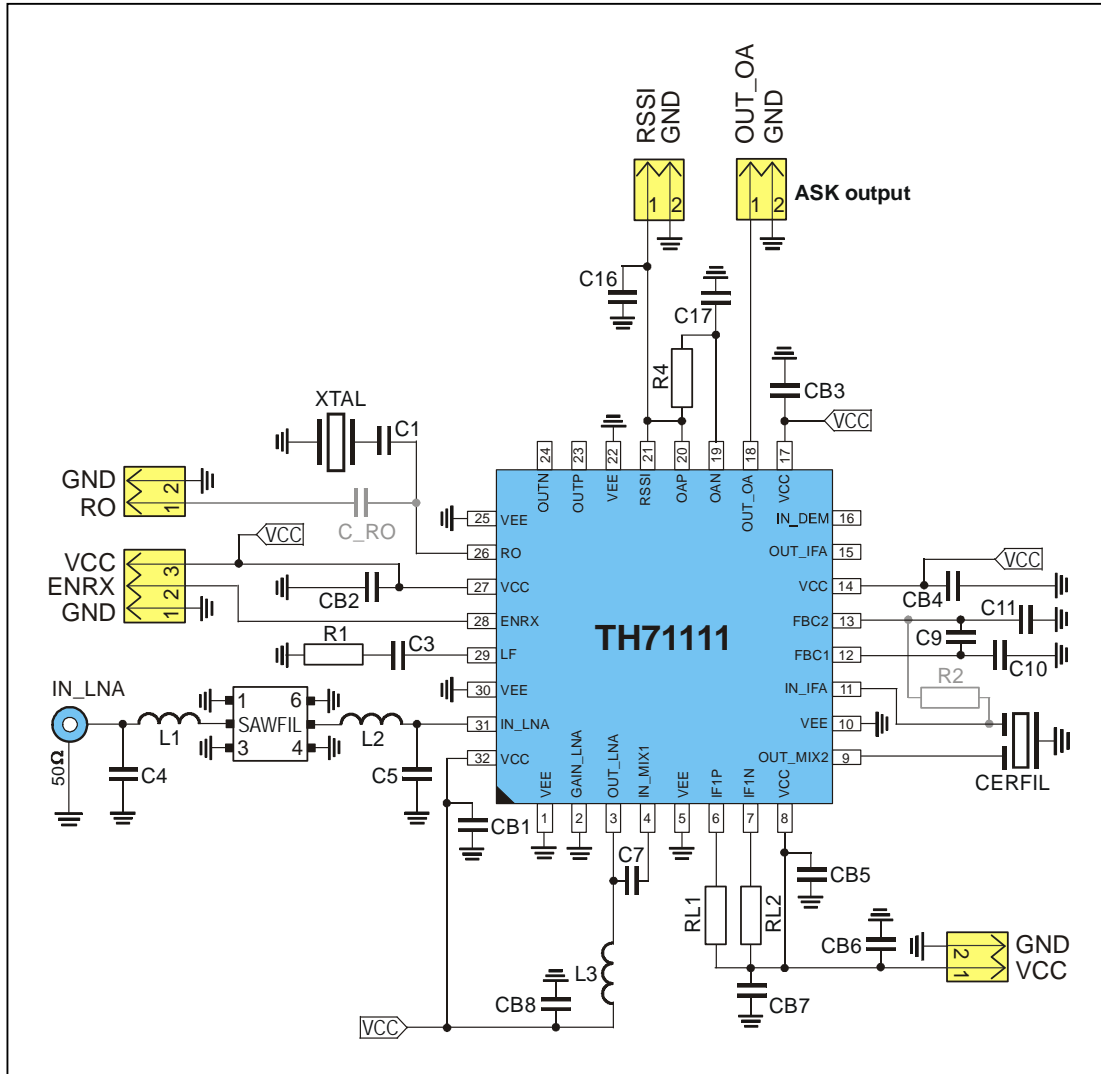 RSSI
GND
OUT_OA
GND
1
2
1
2
ASK output
C16
C17
R4
CB3
VCC
XTAL
C1
GND
RO
2
1
C_RO
VCC
VCC
ENRX
GND
3
2
1
CB2
R1
C3
IN_LNA
50Ω
C4
L1
1
6
SAWFIL
3
4
L2
C5
24
23
22
21
20
19
18
17
OUTN
OUTP
VEE
RSSI
OAP
OAN
OUT_OA
VCC
25
VEE
26
RO
27
VCC
28
ENRX
29
LF
30
VEE
31
IN_LNA
32
VCC
TH71111
IN_DEM
16
OUT_IFA
15
VCC
14
FBC2
13
FBC1
12
IN_IFA
11
VEE
10
OUT_MIX2
9
VEE
GAIN_LNA
OUT_LNA
IN_MIX1
VEE
IF1P
IF1N
VCC
1
2
3
4
5
6
7
8
VCC
CB4
C11
C9
C10
R2
CERFIL
CB1
C7
CB5
RL1
RL2
CB6
2
1
GND
VCC
L3
CB8
CB7
VCC